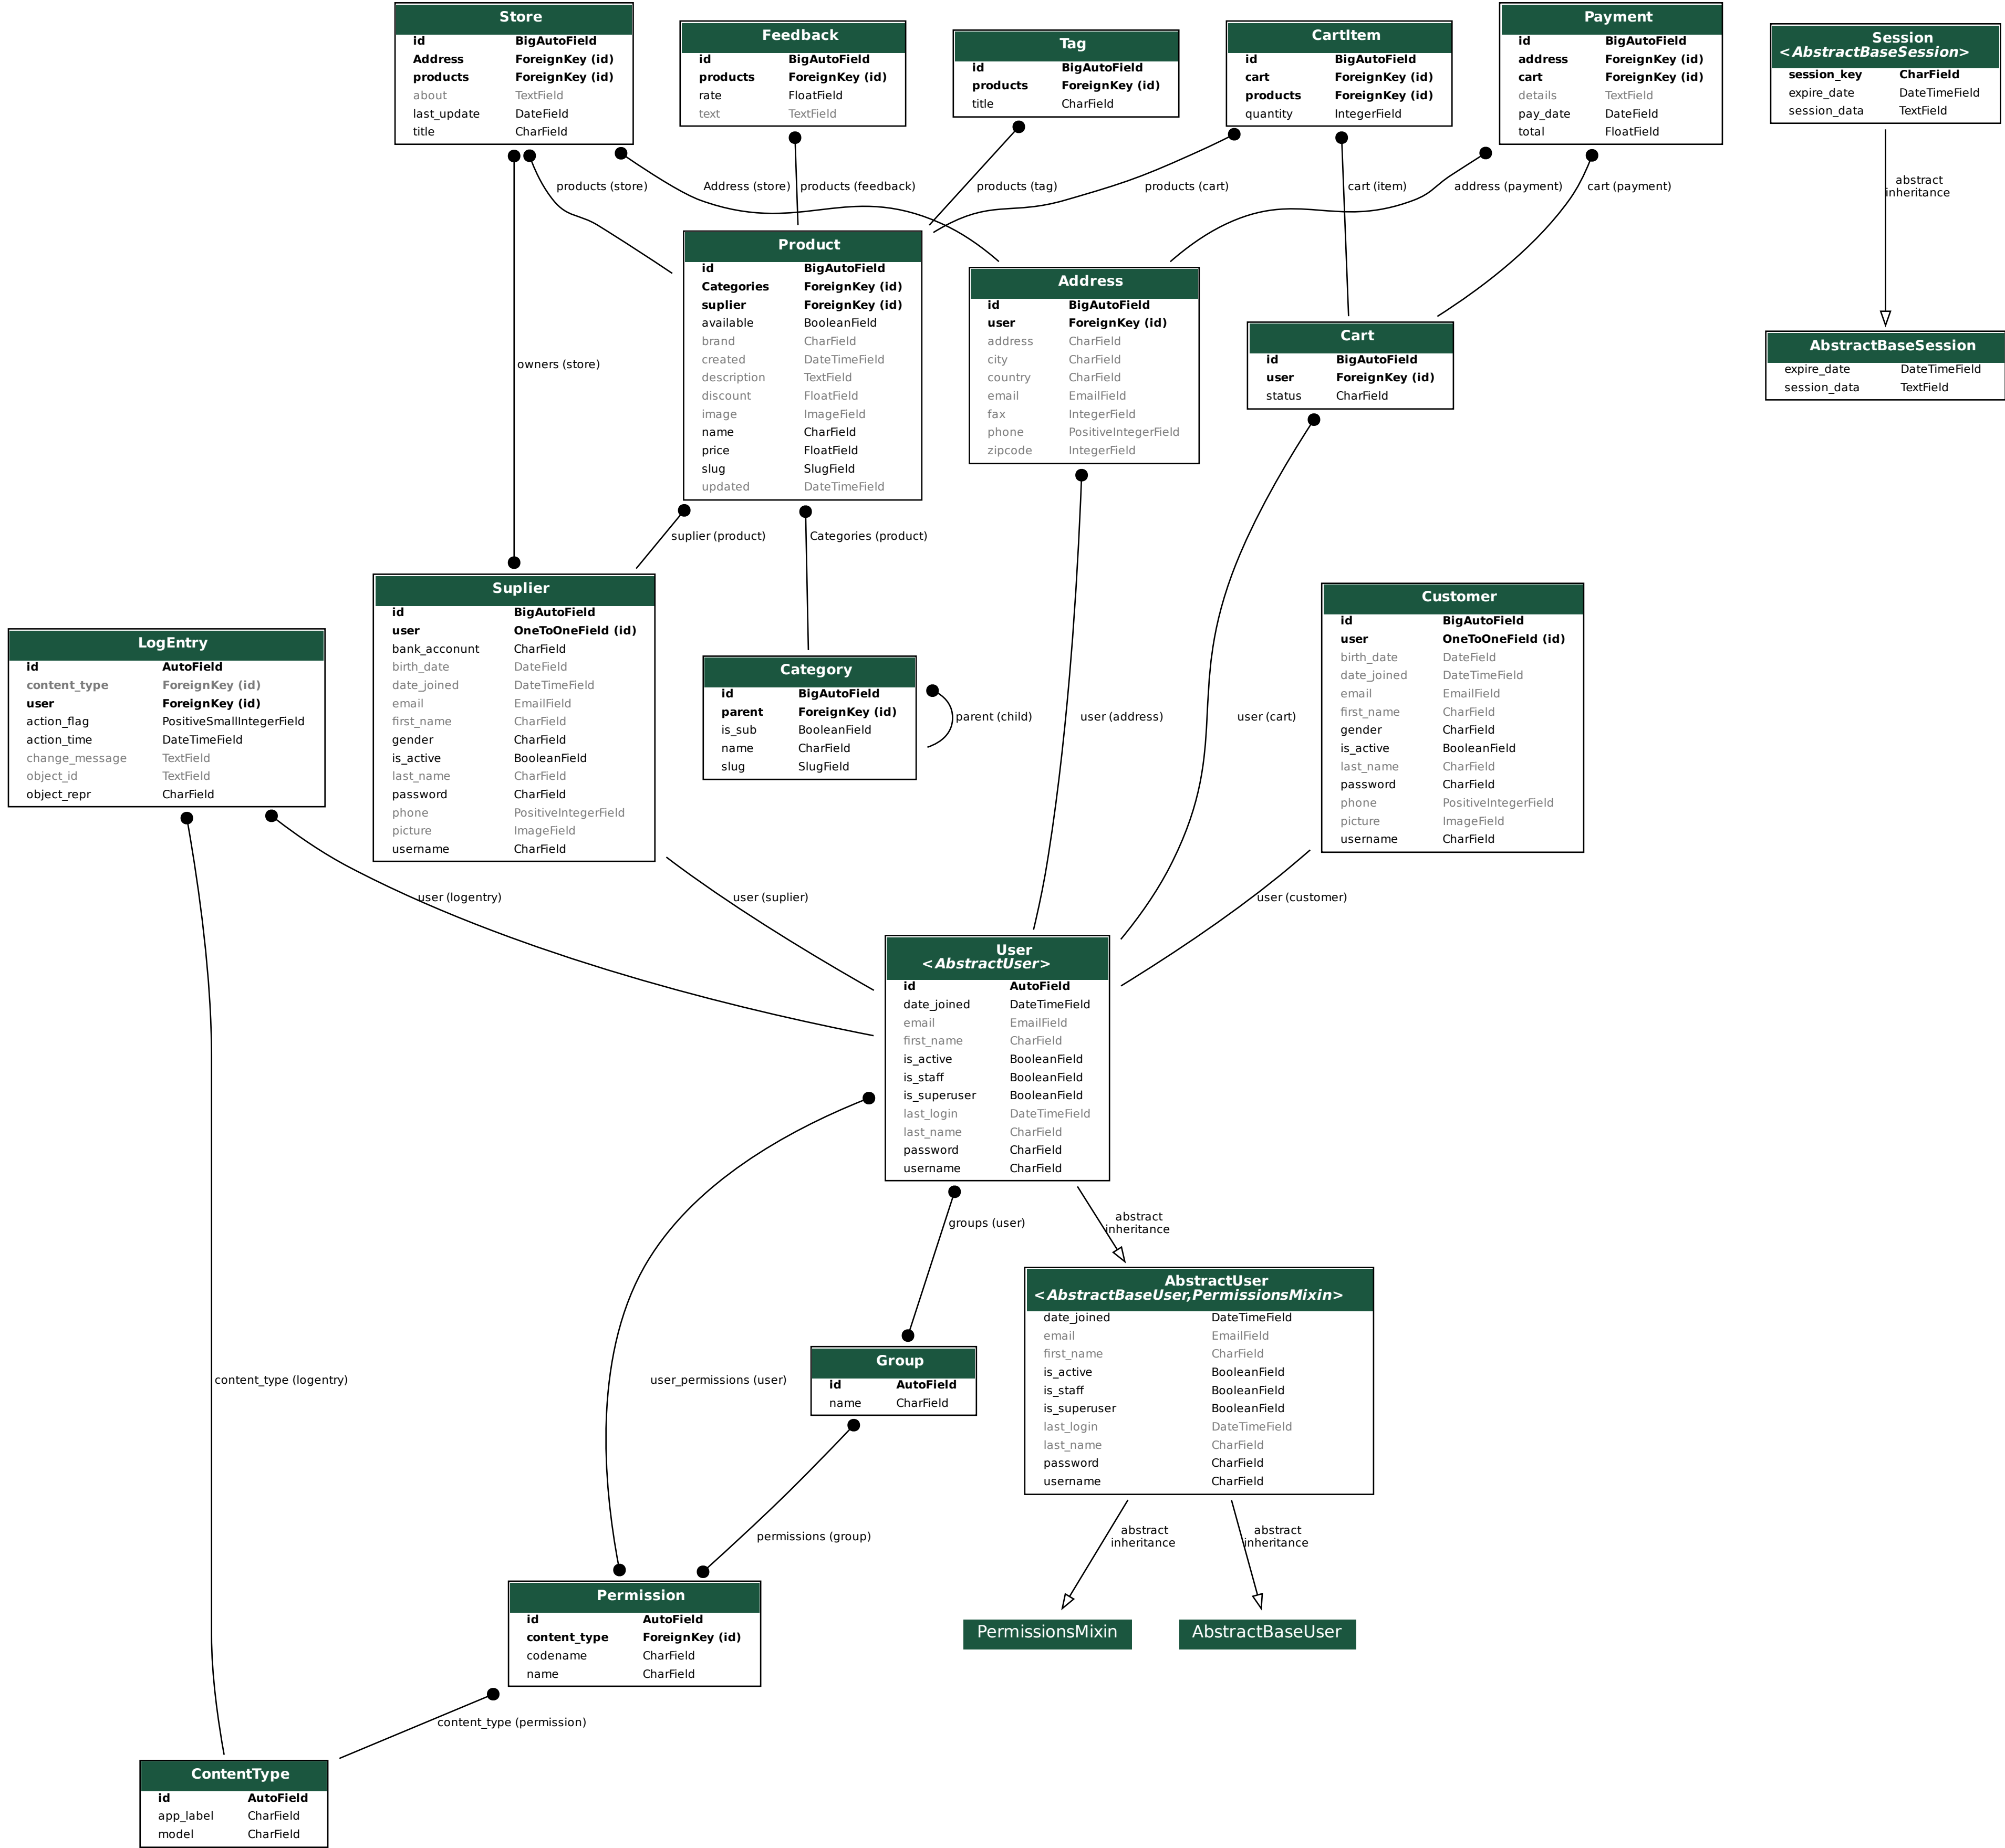 Store
id BigAutoField
Address ForeignKey (id)
products ForeignKey (id)
about TextField
last_update DateField
title CharField
Feedback
id BigAutoField
products ForeignKey (id)
rate FloatField
text TextField
Tag
id BigAutoField
products ForeignKey (id)
title CharField
CartItem
id BigAutoField
cart ForeignKey (id)
products ForeignKey (id)
quantity IntegerField
Payment
id BigAutoField
address ForeignKey (id)
cart ForeignKey (id)
details TextField
pay_date DateField
total FloatField
Session
<AbstractBaseSession>
session_key CharField
expire_date DateTimeField
session_data TextField
products (store)
Address (store)
products (feedback)
products (tag)
products (cart)
cart (item)
address (payment)
cart (payment)
abstract
inheritance
Product
id BigAutoField
Categories ForeignKey (id)
suplier ForeignKey (id)
available BooleanField
brand CharField
created DateTimeField
description TextField
discount FloatField
image ImageField
name CharField
price FloatField
slug SlugField
updated DateTimeField
Address
id BigAutoField
user ForeignKey (id)
address CharField
city CharField
country CharField
email EmailField
fax IntegerField
phone PositiveIntegerField
zipcode IntegerField
Cart
id BigAutoField
user ForeignKey (id)
status CharField
AbstractBaseSession
expire_date DateTimeField
session_data TextField
owners (store)
suplier (product)
Categories (product)
Suplier
id BigAutoField
user OneToOneField (id)
bank_acconunt CharField
birth_date DateField
date_joined DateTimeField
email EmailField
first_name CharField
gender CharField
is_active BooleanField
last_name CharField
password CharField
phone PositiveIntegerField
picture ImageField
username CharField
Customer
id BigAutoField
user OneToOneField (id)
birth_date DateField
date_joined DateTimeField
email EmailField
first_name CharField
gender CharField
is_active BooleanField
last_name CharField
password CharField
phone PositiveIntegerField
picture ImageField
username CharField
LogEntry
id AutoField
content_type ForeignKey (id)
user ForeignKey (id)
action_flag PositiveSmallIntegerField
action_time DateTimeField
change_message TextField
object_id TextField
object_repr CharField
Category
id BigAutoField
parent ForeignKey (id)
is_sub BooleanField
name CharField
slug SlugField
parent (child)
user (address)
user (cart)
user (logentry)
user (suplier)
user (customer)
User
<AbstractUser>
id AutoField
date_joined DateTimeField
email EmailField
first_name CharField
is_active BooleanField
is_staff BooleanField
is_superuser BooleanField
last_login DateTimeField
last_name CharField
password CharField
username CharField
groups (user)
abstract
inheritance
AbstractUser
<AbstractBaseUser,PermissionsMixin>
date_joined DateTimeField
email EmailField
first_name CharField
is_active BooleanField
is_staff BooleanField
is_superuser BooleanField
last_login DateTimeField
last_name CharField
password CharField
username CharField
Group
id AutoField
name CharField
content_type (logentry)
user_permissions (user)
permissions (group)
abstract
inheritance
abstract
inheritance
Permission
id AutoField
content_type ForeignKey (id)
codename CharField
name CharField
PermissionsMixin
AbstractBaseUser
content_type (permission)
ContentType
id AutoField
app_label CharField
model CharField